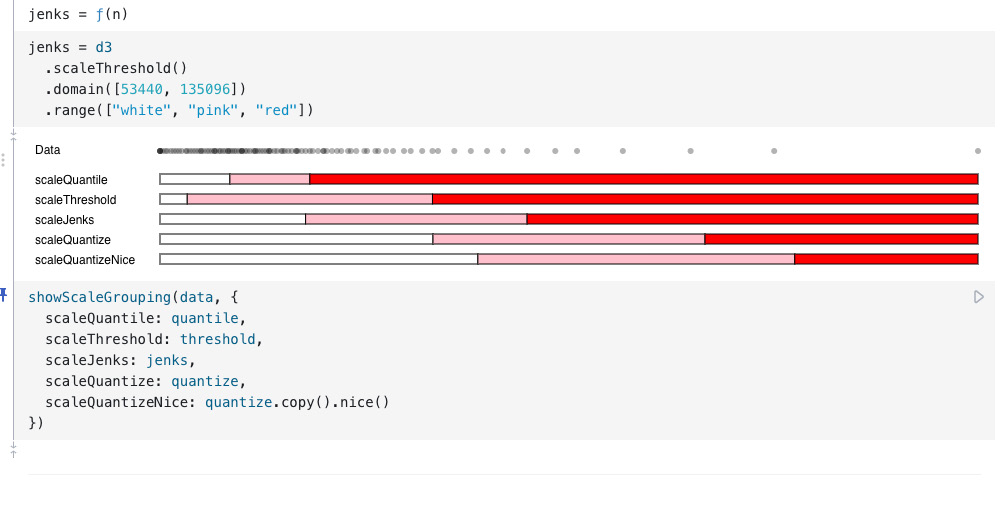 jenks = ƒ(n)
jenks = d3
.scaleThreshold()
.domain([53440, 135096])
.range(["white", "pink", "red"])
Data
scaleQuantile
scaleThreshold
scaleJenks
scaleQuantize
scaleQuantizeNice
showScaleGrouping(data, {
scaleQuantile: quantile,
scaleThreshold: threshold,
scaleJenks: jenks,
scaleQuantize: quantize,
scaleQuantizeNice: quantize.copy().nice()
})